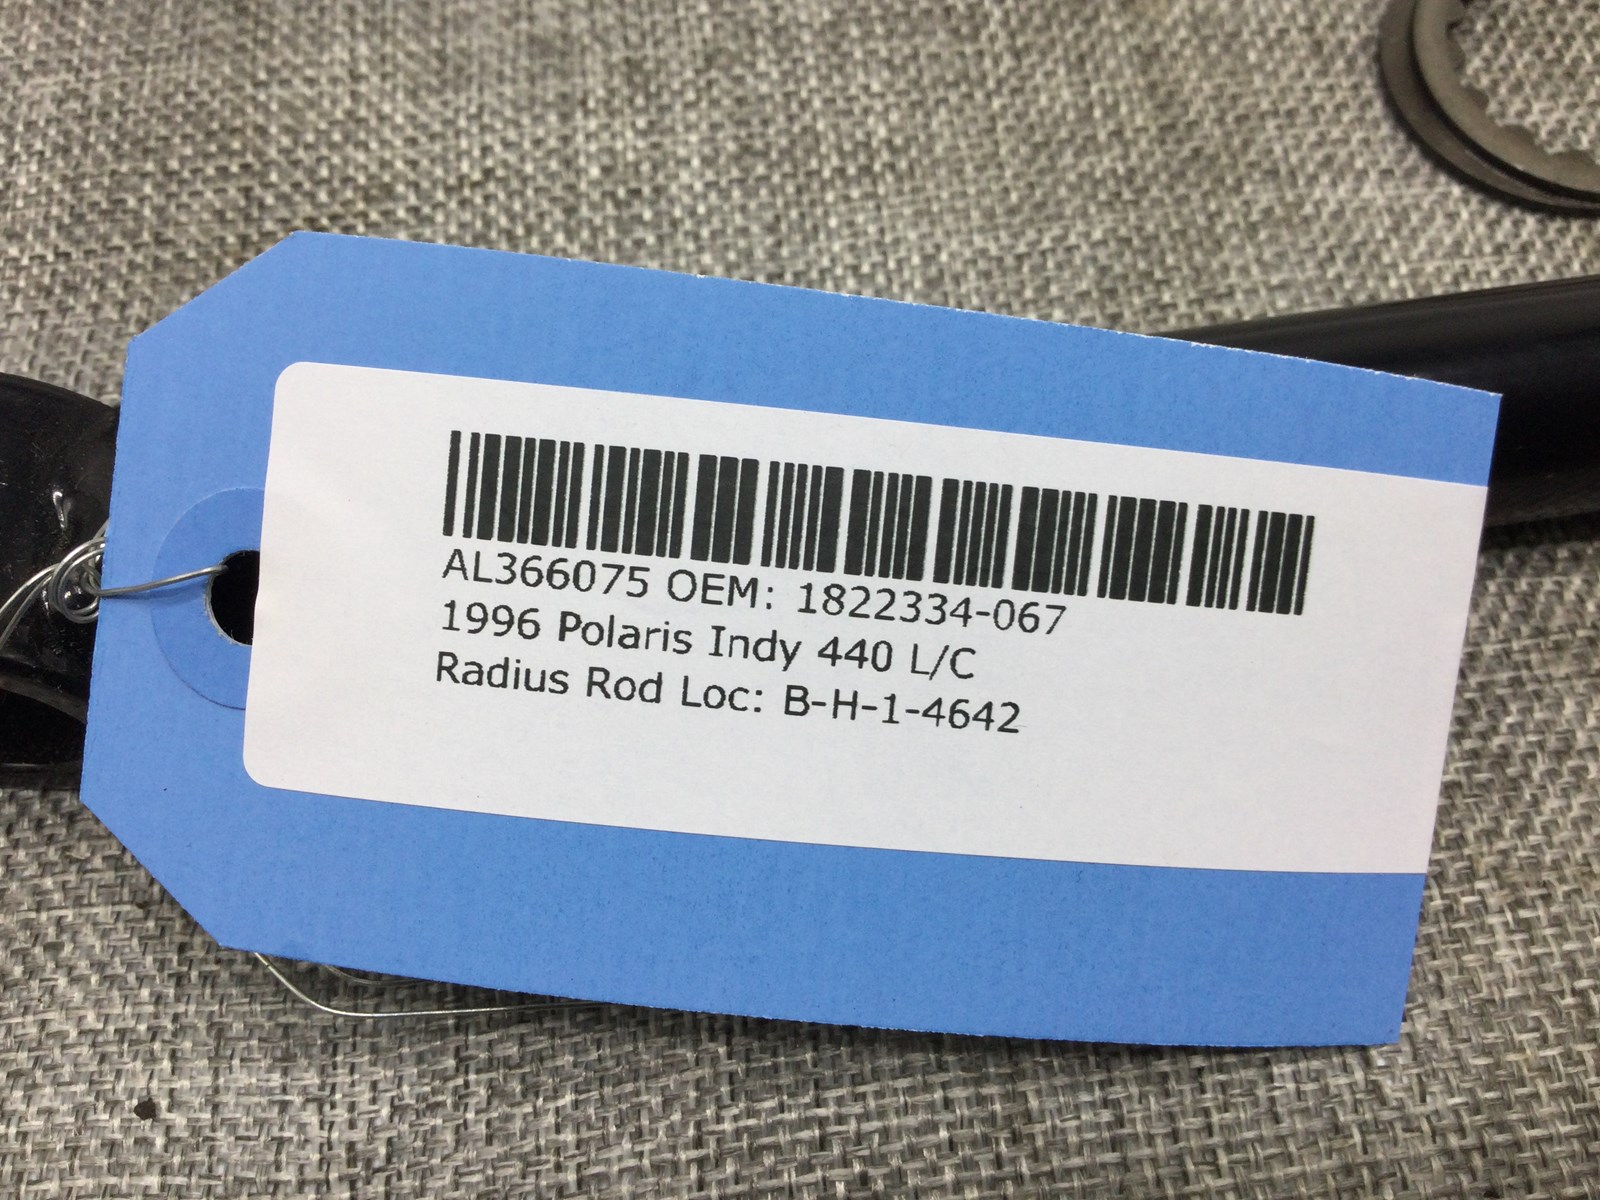 AL366075 OEM: 1822334-067
1996 Polaris Indy 440 L/C
Radius Rod Loc: B-H-1-4642